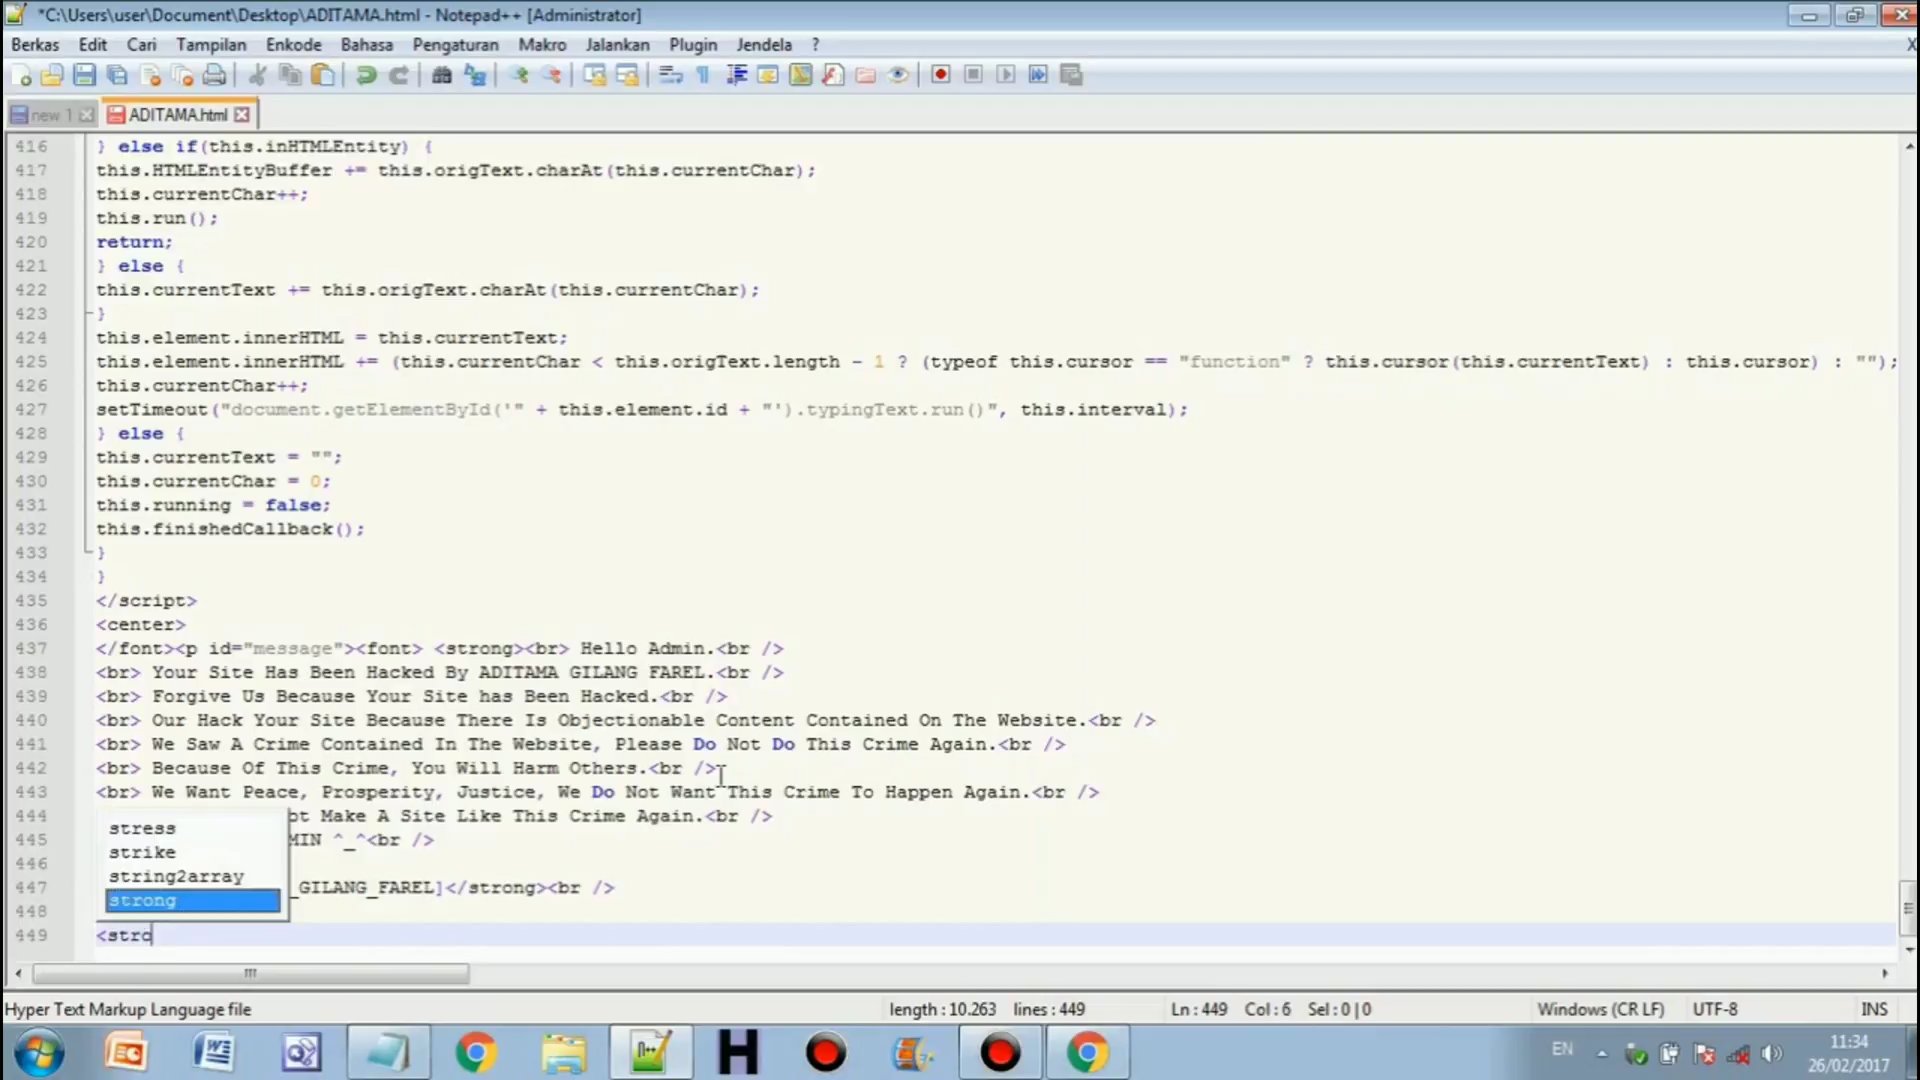 *C:\Users\user\Document\Desktop\ADITAMA.html - Notepad++ [Administrator]
Berkas Edit Cari Tampilan Enkode Bahasa Pengaturan Makro Jalankan Plugin Jendela ? X
new 1 ADITAMA.html
416 } else if(this.inHTMLEntity) {
417 this.HTMLEntityBuffer += this.origText.charAt(this.currentChar);
418 this.currentChar++;
419 this.run();
420 return;
421 } else {
422 this.currentText += this.origText.charAt(this.currentChar);
423 }
424 this.element.innerHTML = this.currentText;
425 this.element.innerHTML += (this.currentChar < this.origText.length - 1 ? (typeof this.cursor == "function" ? this.cursor(this.currentText) : this.cursor) : "");
426 this.currentChar++;
427 setTimeout("document.getElementById('" + this.element.id + "').typingText.run()", this.interval);
428 } else {
429 this.currentText = "";
430 this.currentChar = 0;
431 this.running = false;
432 this.finishedCallback();
433 }
434 }
435 </script>
436 <center>
437 </font><p id="message"><font> <strong><br> Hello Admin.<br />
438 <br> Your Site Has Been Hacked By ADITAMA GILANG FAREL.<br />
439 <br> Forgive Us Because Your Site has Been Hacked.<br />
440 <br> Our Hack Your Site Because There Is Objectionable Content Contained On The Website.<br />
441 <br> We Saw A Crime Contained In The Website, Please Do Not Do This Crime Again.<br />
442 <br> Because Of This Crime, You Will Harm Others.<br />
443 <br> We Want Peace, Prosperity, Justice, We Do Not Want This Crime To Happen Again.<br />
444 ot Make A Site Like This Crime Again.<br />
stress
445 MIN ^_^<br />
strike
446
string2array
447 _GILANG_FAREL]</strong><br />
strong
448
449 <stro
Hyper Text Markup Language file length : 10.263 lines : 449 Ln : 449 Col : 6 Sel : 0 | 0 Windows (CR LF) UTF-8 INS
EN 11:34
26/02/2017